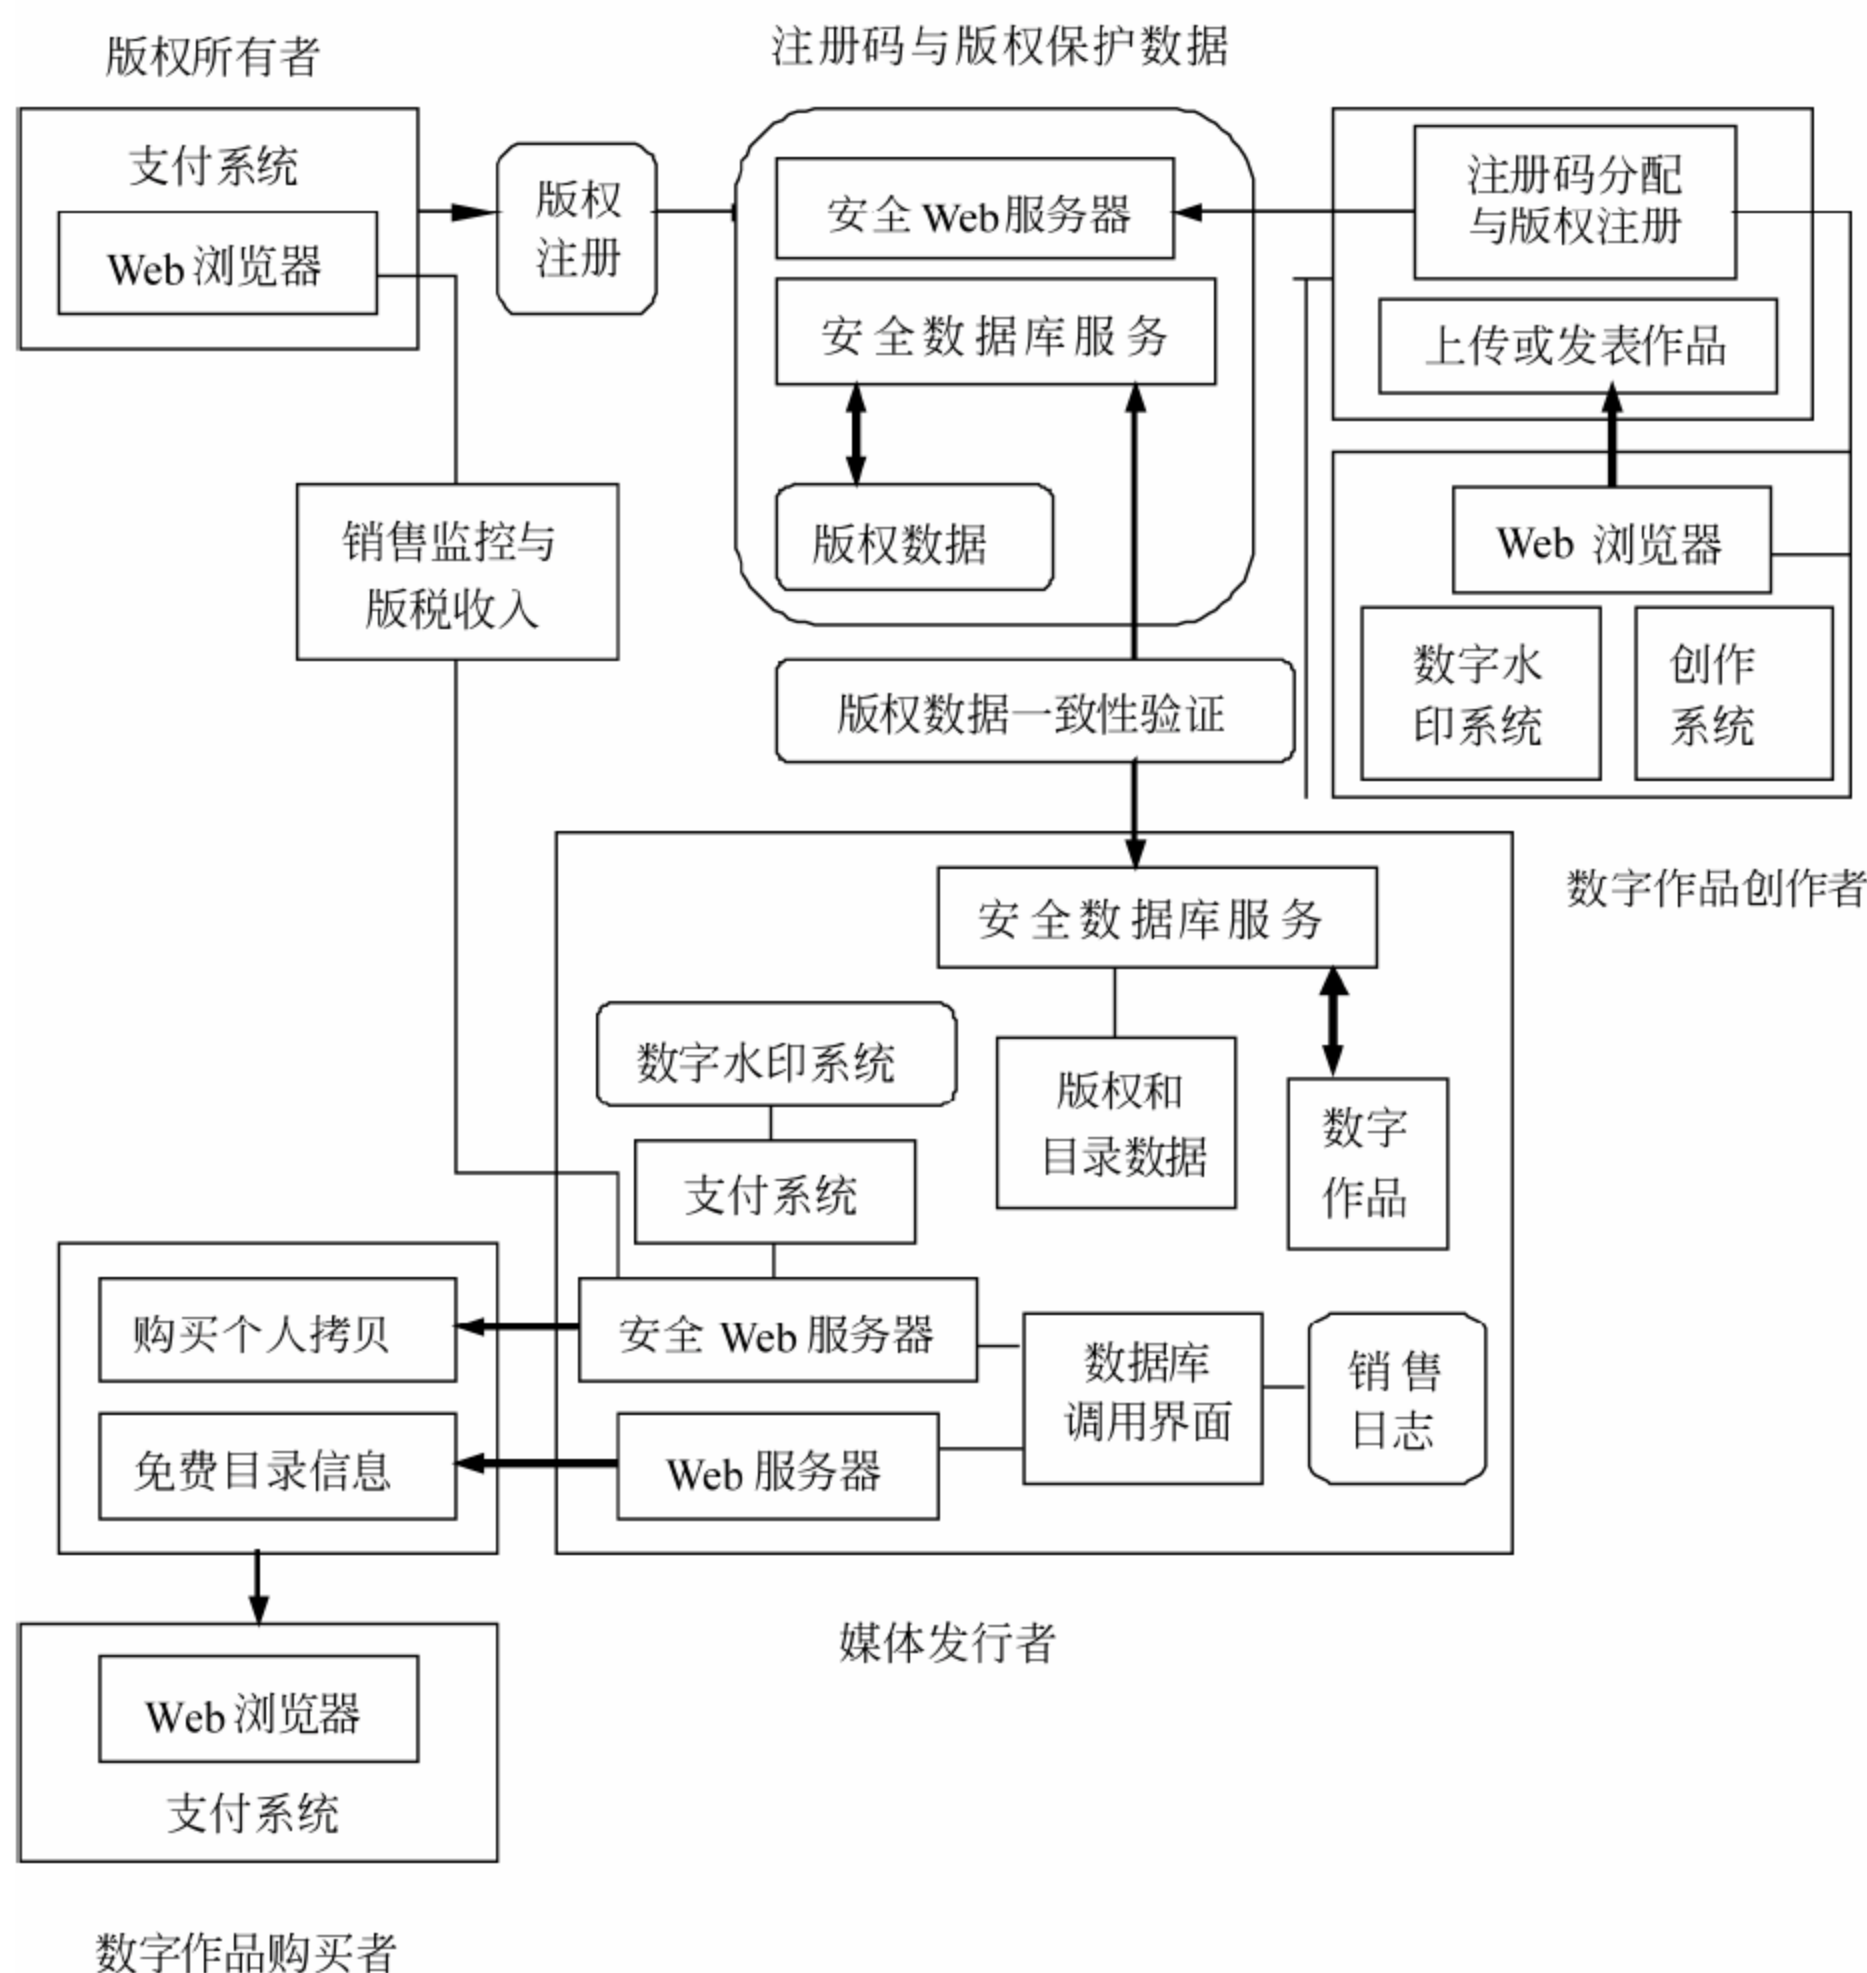 版权所有者
注册码与版权保护数据
支付系统
Web 浏览器
版权
注册
安全 Web 服务器
安全数据库服务
版权数据
注册码分配
与版权注册
上传或发表作品
Web 浏览器
数字水
印系统
创作
系统
销售监控与
版税收入
版权数据一致性验证
数字作品创作者
安全数据库服务
数字水印系统
版权和
目录数据
数字
作品
支付系统
购买个人拷贝
安全 Web 服务器
数据库
调用界面
销售
日志
免费目录信息
Web 服务器
媒体发行者
Web 浏览器
支付系统
数字作品购买者